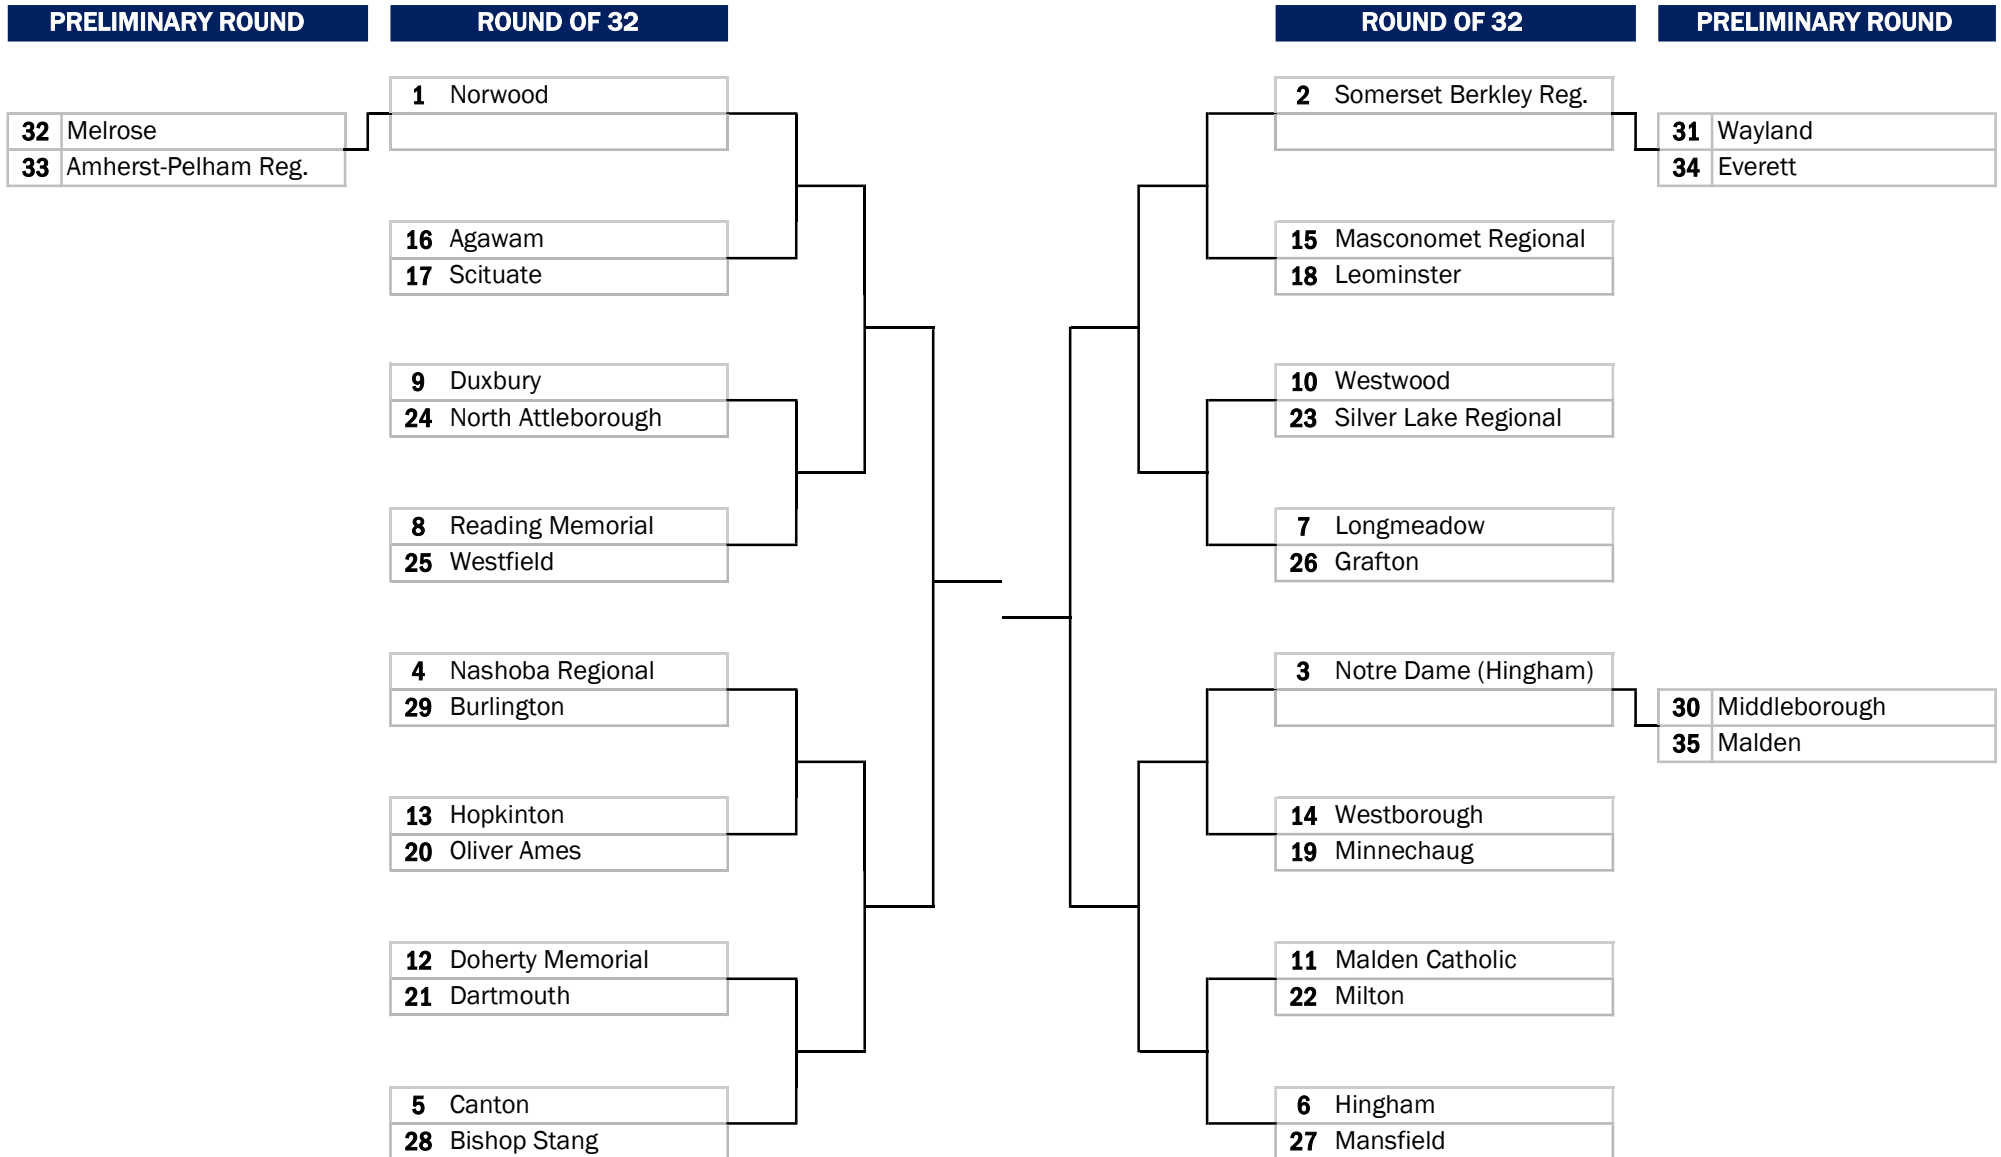 PRELIMINARY ROUND
ROUND OF 32
ROUND OF 32
PRELIMINARY ROUND
32 Melrose
33 Amherst-Pelham Reg.
1 Norwood
16 Agawam
17 Scituate
9 Duxbury
24 North Attleborough
8 Reading Memorial
25 Westfield
4 Nashoba Regional
29 Burlington
13 Hopkinton
20 Oliver Ames
12 Doherty Memorial
21 Dartmouth
5 Canton
28 Bishop Stang
2 Somerset Berkley Reg.
15 Masconomet Regional
18 Leominster
10 Westwood
23 Silver Lake Regional
7 Longmeadow
26 Grafton
3 Notre Dame (Hingham)
14 Westborough
19 Minnechaug
11 Malden Catholic
22 Milton
6 Hingham
27 Mansfield
31 Wayland
34 Everett
30 Middleborough
35 Malden